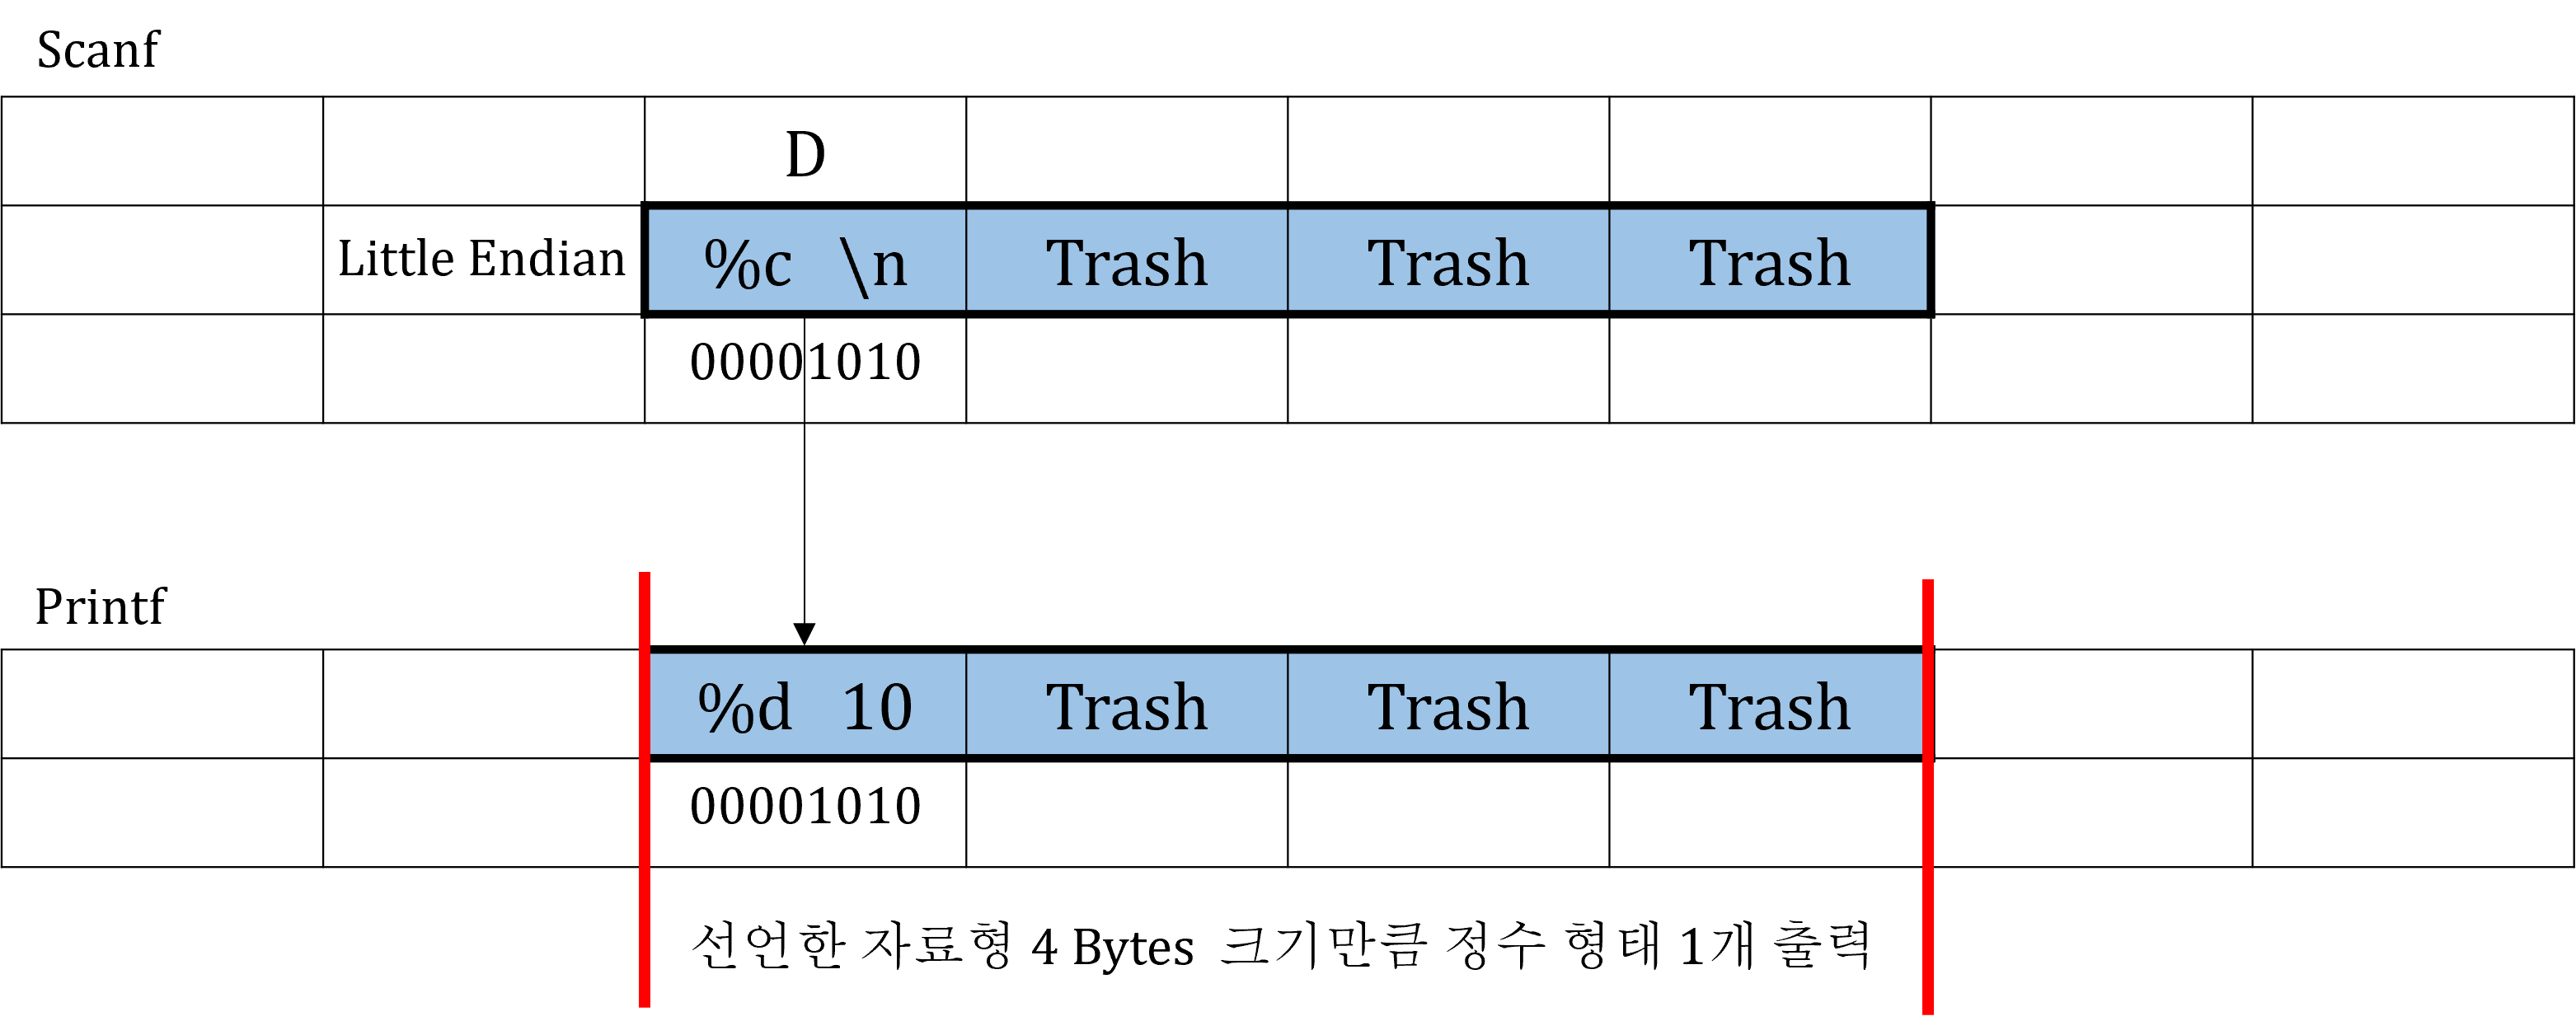 Scanf
D
Little Endian %c \n Trash Trash Trash
00001010
Printf
%d 10 Trash Trash Trash
00001010
선언한 자료형 4 Bytes 크기만큼 정수 형태 1개 출력